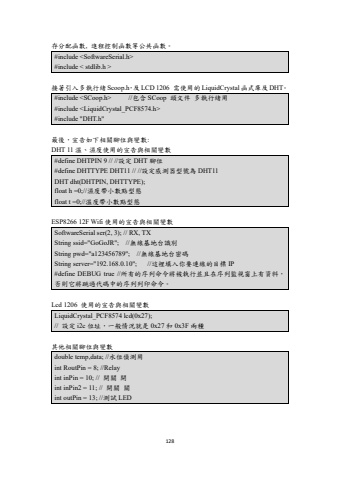 存分配函數, 進程控制函數等公共函數。
#include <SoftwareSerial.h>
#include < stdlib.h >
接著引入多執行緒 Scoop.h、及 LCD 1206 需使用的 LiquidCrystal 函式庫及 DHT。
#include <SCoop.h> //包含 SCoop 頭文件 多執行緒用
#include <LiquidCrystal_PCF8574.h>
#include "DHT.h"
最後，宣告如下相關腳位與變數:
DHT 11 溫、濕度使用的宣告與相關變數
#define DHTPIN 9 // //設定 DHT 腳位
#define DHTTYPE DHT11 // //設定感測器型號為 DHT11
DHT dht(DHTPIN, DHTTYPE);
float h =0;//濕度帶小數點型態
float t =0;//溫度帶小數點型態
ESP8266 12F Wifi 使用的宣告與相關變數
SoftwareSerial ser(2, 3); // RX, TX
String ssid="GoGoJR"; //無線基地台識別
String pwd="a123456789"; //無線基地台密碼
String server="192.168.0.10"; //這裡填入你要連線的目標 IP
#define DEBUG true //所有的序列命令將被執行並且在序列監視窗上有資料,
否則它將跳過代碼中的序列列印命令。
Lcd 1206 使用的宣告與相關變數
LiquidCrystal_PCF8574 lcd(0x27);
// 設定 i2c 位址，一般情況就是 0x27 和 0x3F 兩種
其他相關腳位與變數
double temp,data; //水位偵測用
int RoutPin = 8; //Relay
int inPin = 10; // 開關 開
int inPin2 = 11; // 開關 關
int outPin = 13; //測試 LED
128